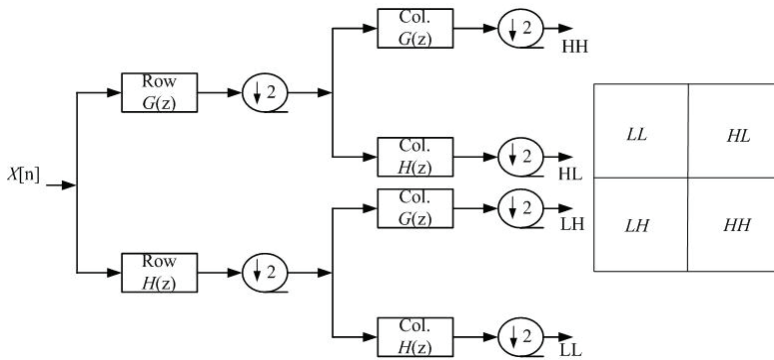 Col.
G(z)
2
HH
Row
G(z)
2
Col.
H(z)
2
HL
X[n]
Col.
G(z)
2
LH
Row
H(z)
2
Col.
H(z)
2
LL
LL HL
LH HH